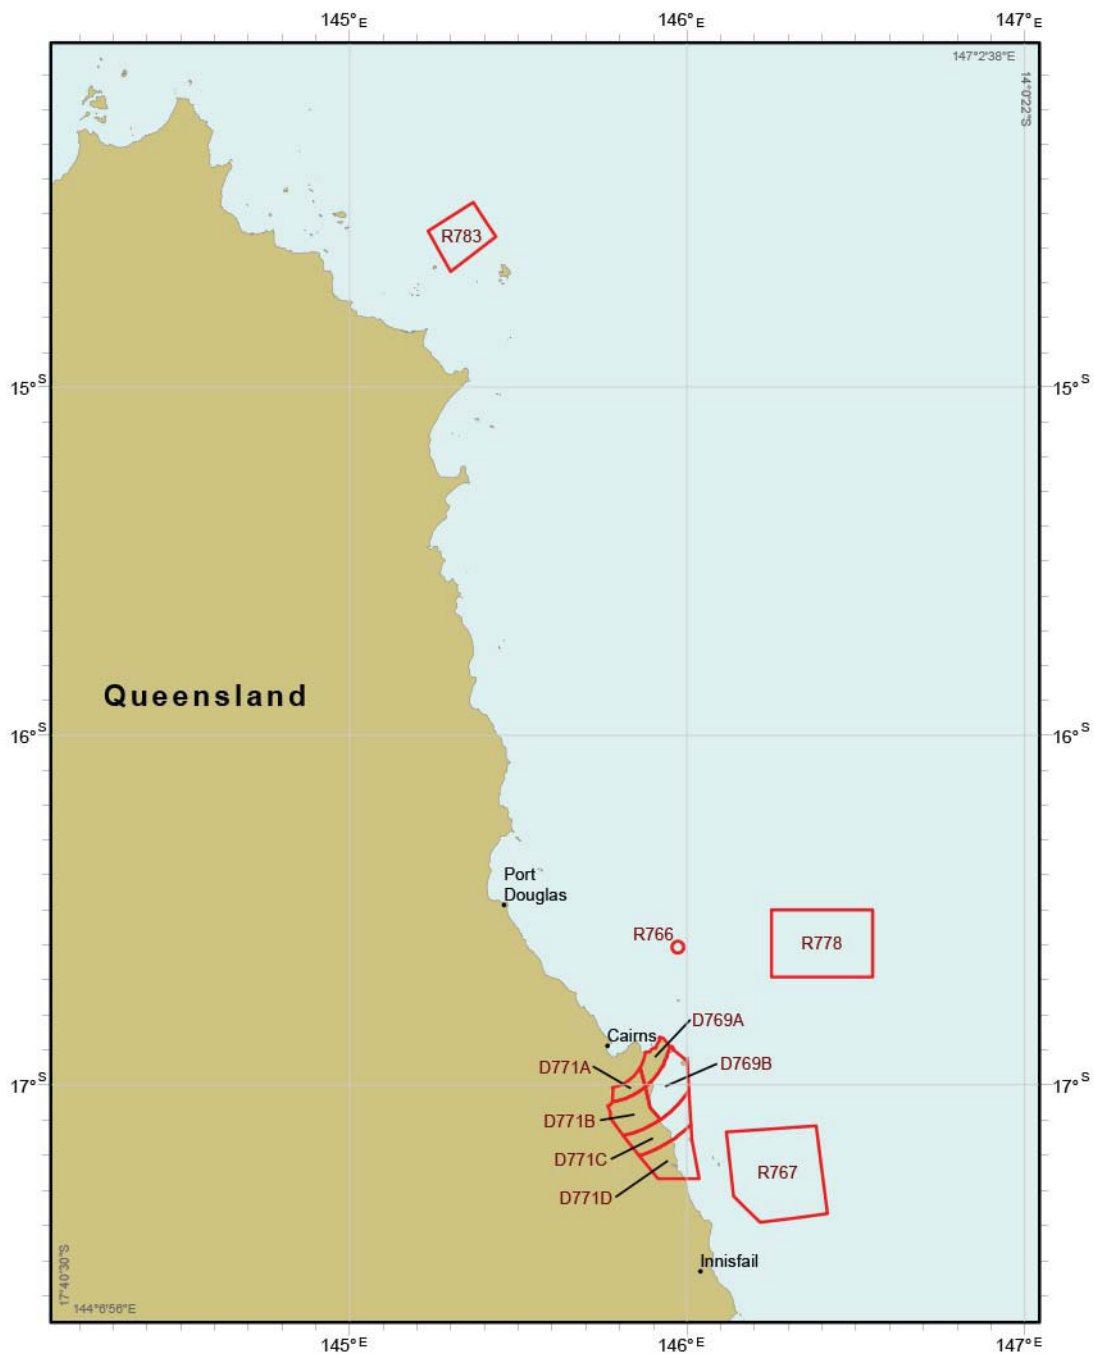 145°E
146°E
147°E
147°2'38"E
14°0'22"S
R783
15°S
15°S
Queensland
16°S
16°S
Port
Douglas
R766
R778
D769A
Cairns
D771A
D769B
17°S
17°S
D771B
D771C
R767
D771D
Innisfail
17°40'30"S
144°6'56"E
145°E
146°E
147°E